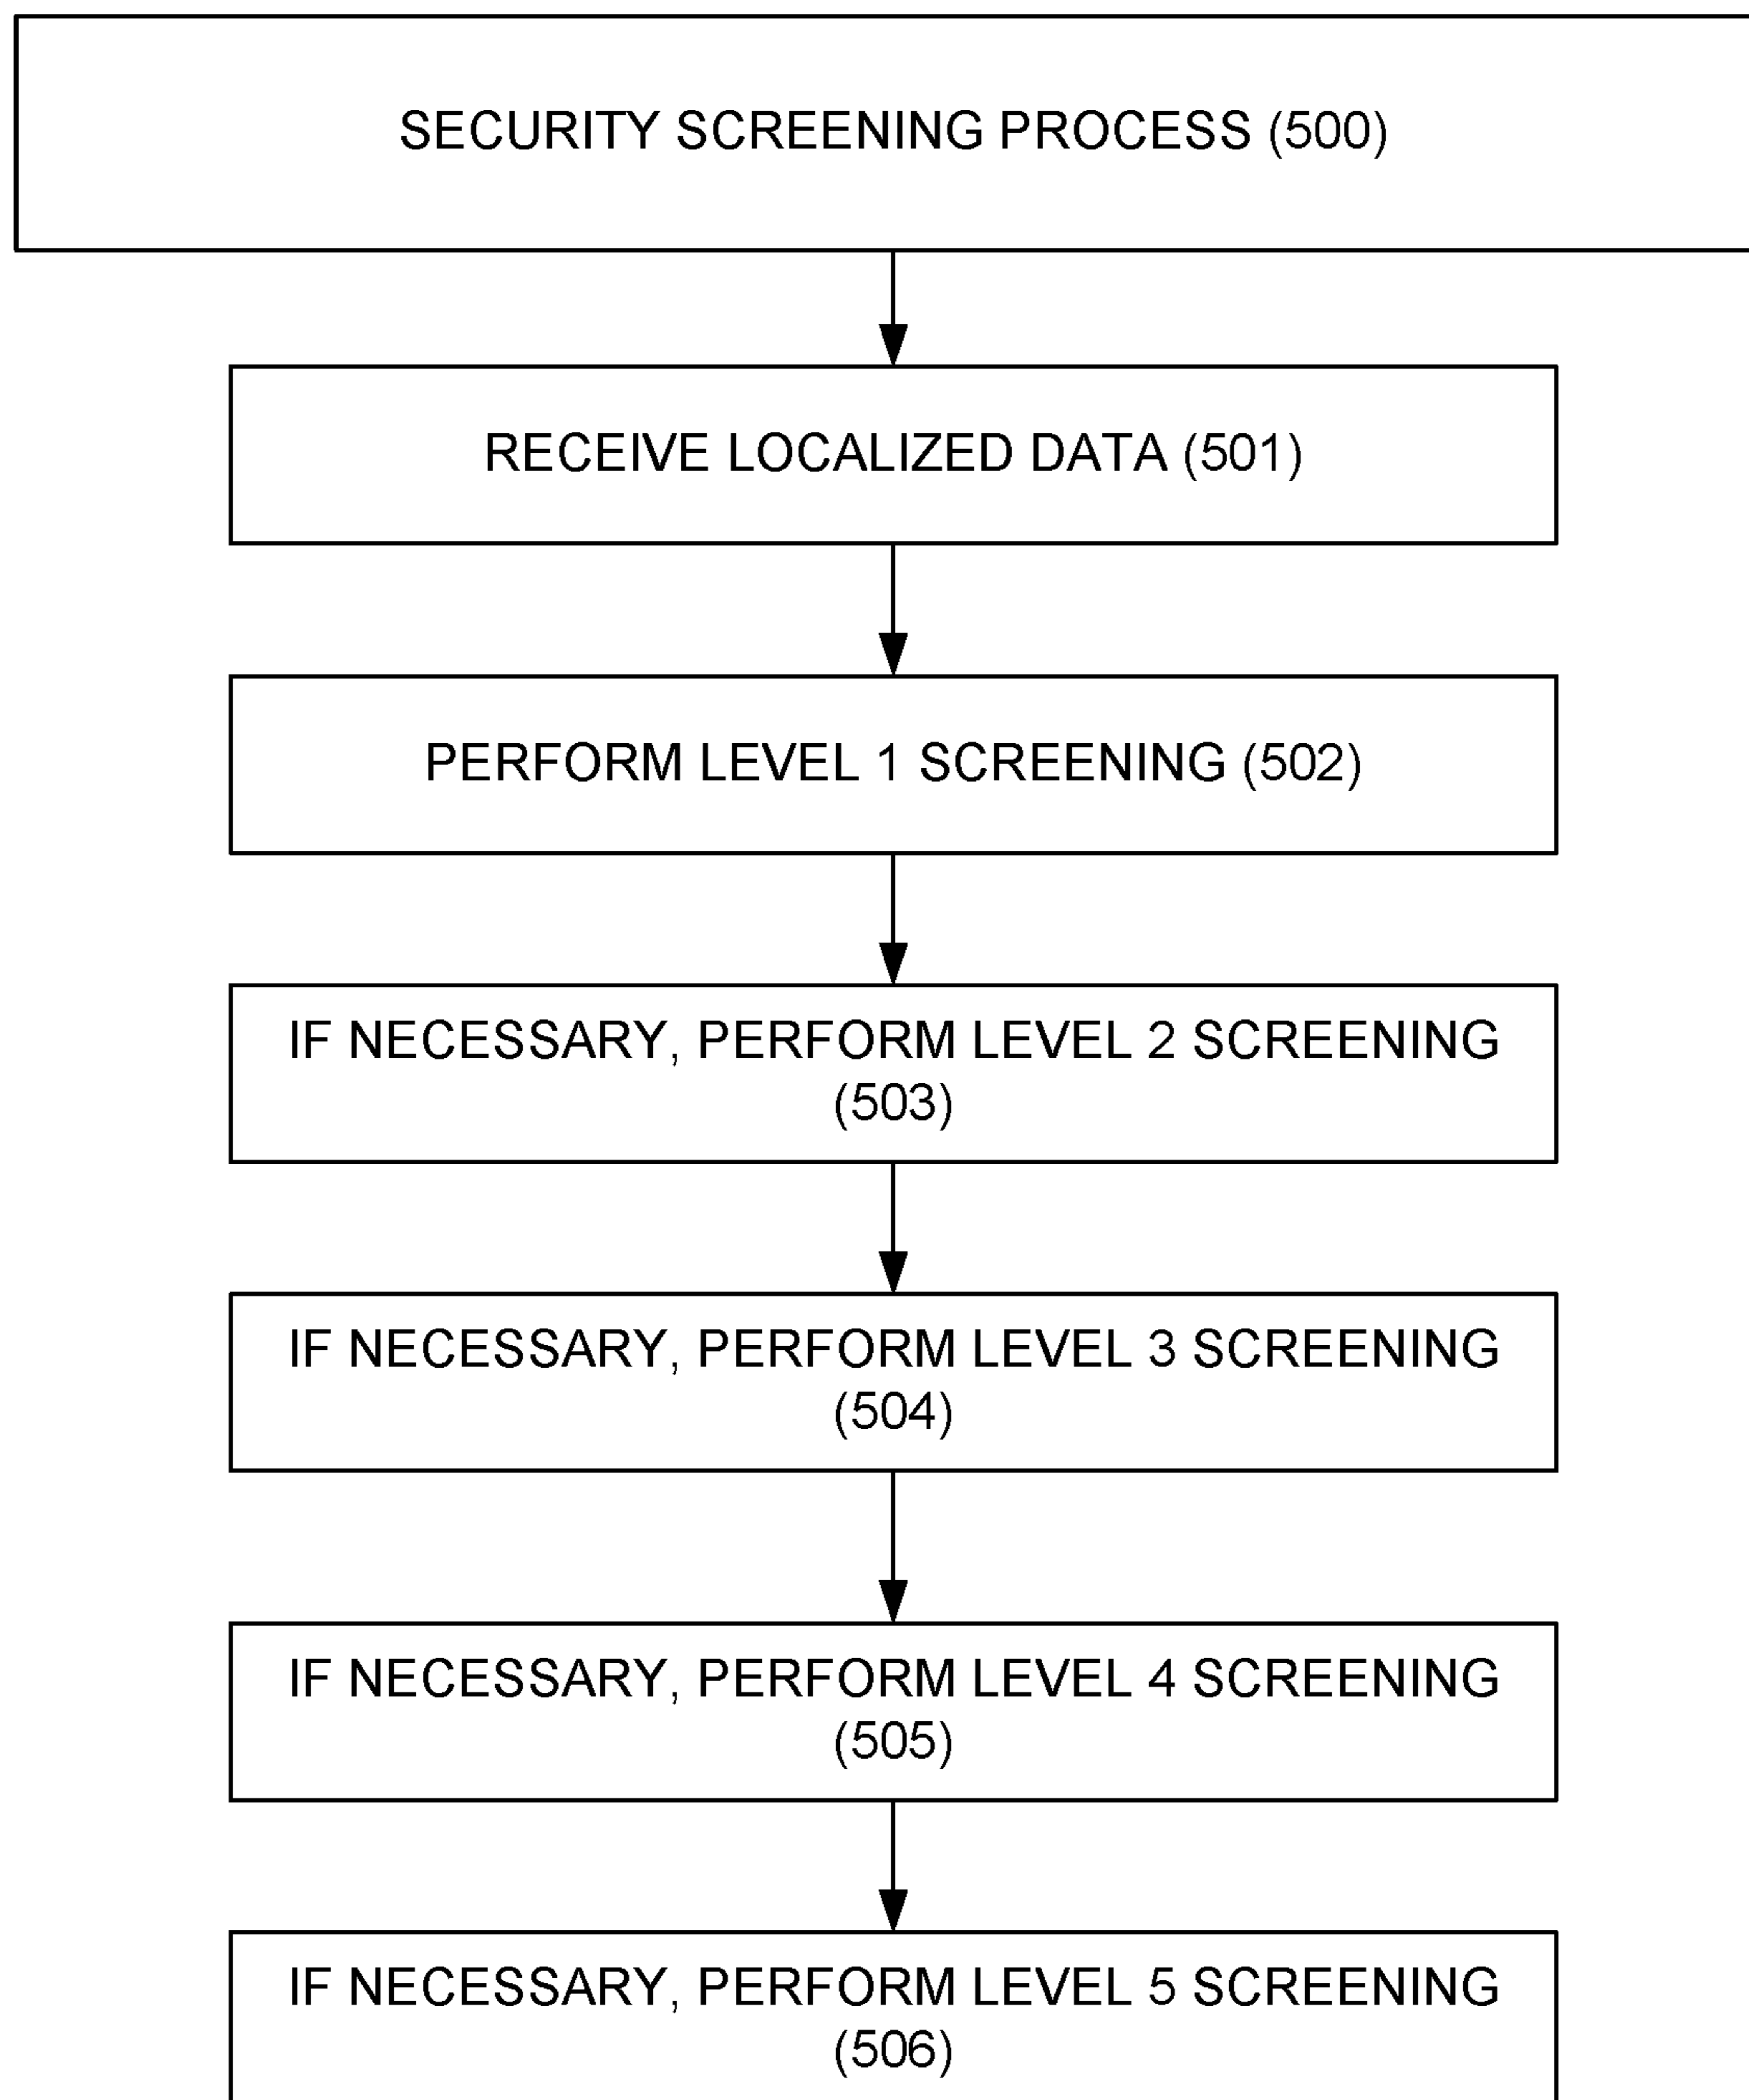 SECURITY SCREENING PROCESS (500)
RECEIVE LOCALIZED DATA (501)
PERFORM LEVEL 1 SCREENING (502)
IF NECESSARY, PERFORM LEVEL 2 SCREENING
(503)
IF NECESSARY, PERFORM LEVEL 3 SCREENING
(504)
IF NECESSARY, PERFORM LEVEL 4 SCREENING
(505)
IF NECESSARY, PERFORM LEVEL 5 SCREENING
(506)